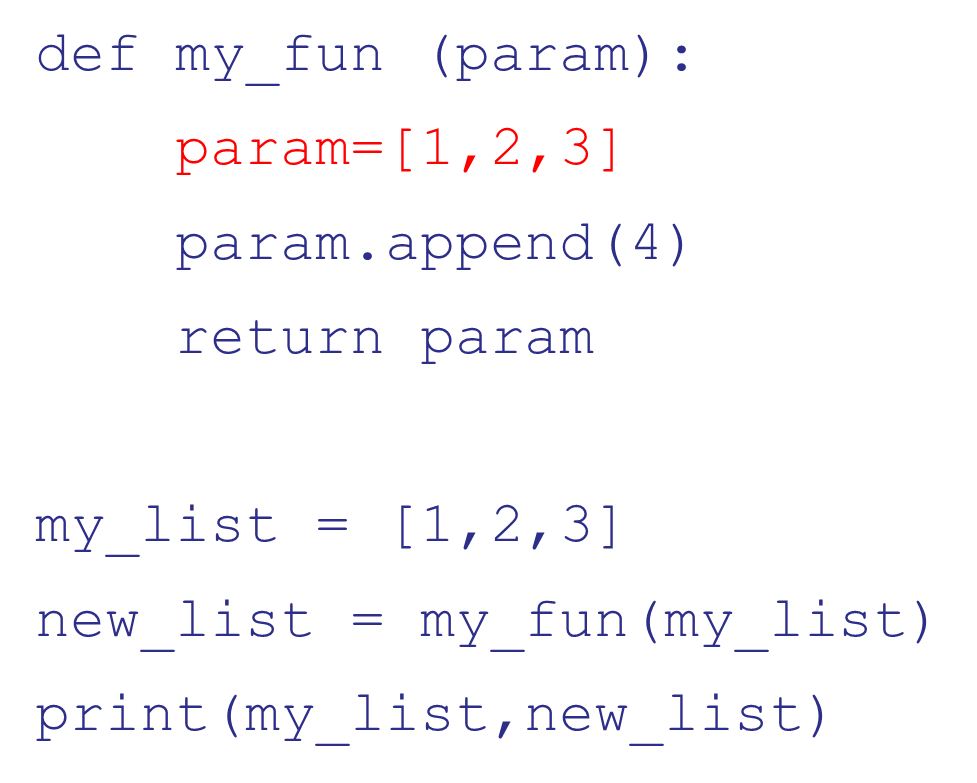 def my_fun (param):
    param=[1,2,3]
    param.append(4)
    return param
my_list = [1,2,3]
new_list = my_fun(my_list)
print(my_list,new_list)